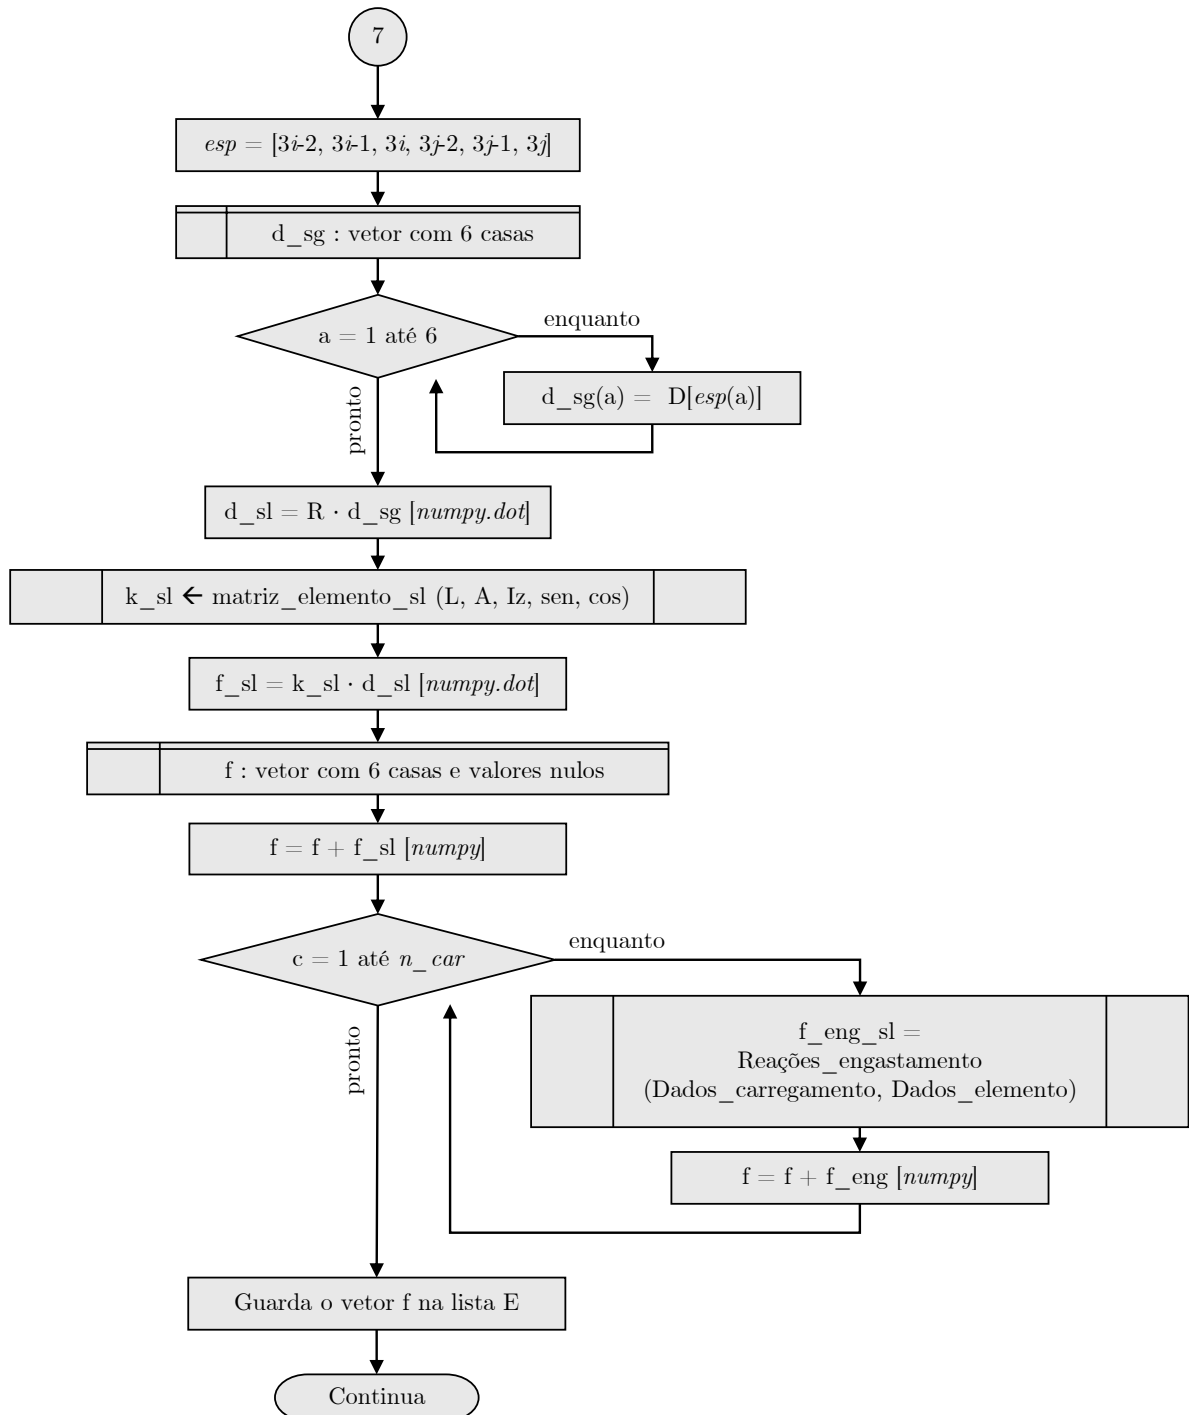 7
esp = [3i-2, 3i-1, 3i, 3j-2, 3j-1, 3j]
d_sg : vetor com 6 casas
a = 1 até 6
enquanto
d_sg(a) = D[esp(a)]
pronto
d_sl = R · d_sg [numpy.dot]
k_sl ← matriz_elemento_sl (L, A, Iz, sen, cos)
f_sl = k_sl · d_sl [numpy.dot]
f : vetor com 6 casas e valores nulos
f = f + f_sl [numpy]
c = 1 até n_car
enquanto
f_eng_sl =
Reações_engastamento
(Dados_carregamento, Dados_elemento)
pronto
f = f + f_eng [numpy]
Guarda o vetor f na lista E
Continua